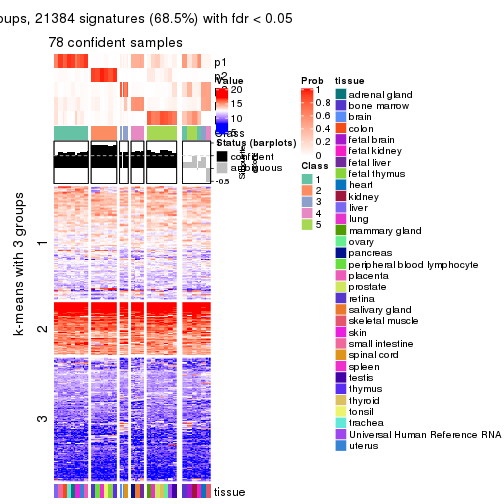 oups, 21384 signatures (68.5%) with fdr < 0.05
78 confident samples
p1
p2
Value
20
15
10
5
Class
Status (barplots)
confident
ambiguous
-0.5
k-means with 3 groups
1
2
3
tissue
Prob
1
0.8
0.6
0.4
0.2
0
Class
1
2
3
4
5
tissue
adrenal gland
bone marrow
brain
colon
fetal brain
fetal kidney
fetal liver
fetal thymus
heart
kidney
liver
lung
mammary gland
ovary
pancreas
peripheral blood lymphocyte
placenta
prostate
retina
salivary gland
skeletal muscle
skin
small intestine
spinal cord
spleen
testis
thymus
thyroid
tonsil
trachea
Universal Human Reference RNA
uterus